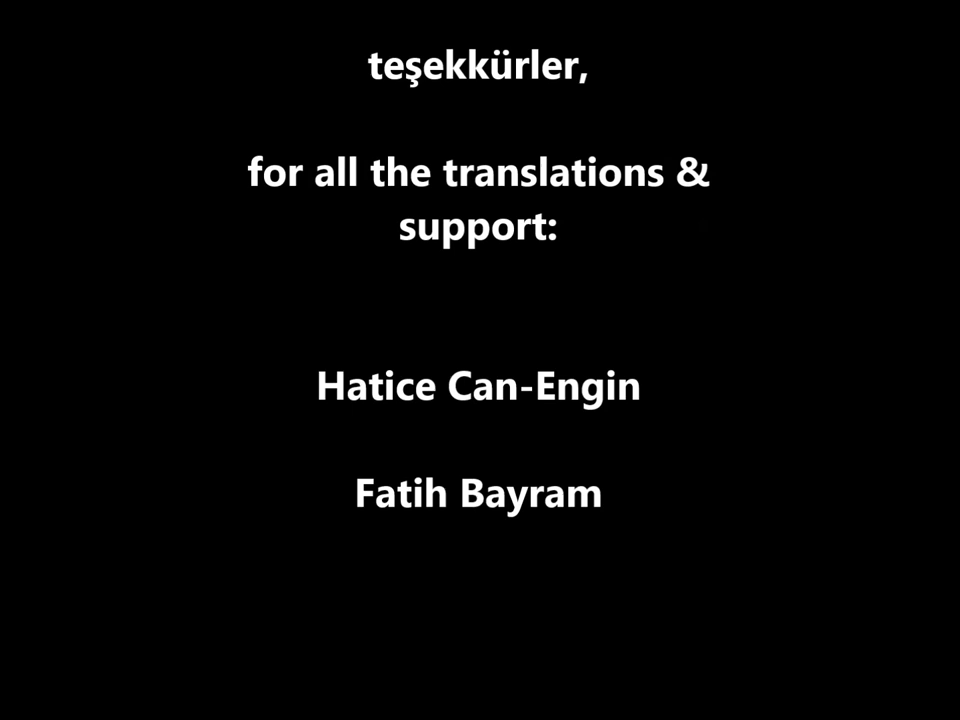 teşekkürler,
for all the translations &
support:
Hatice Can-Engin
Fatih Bayram